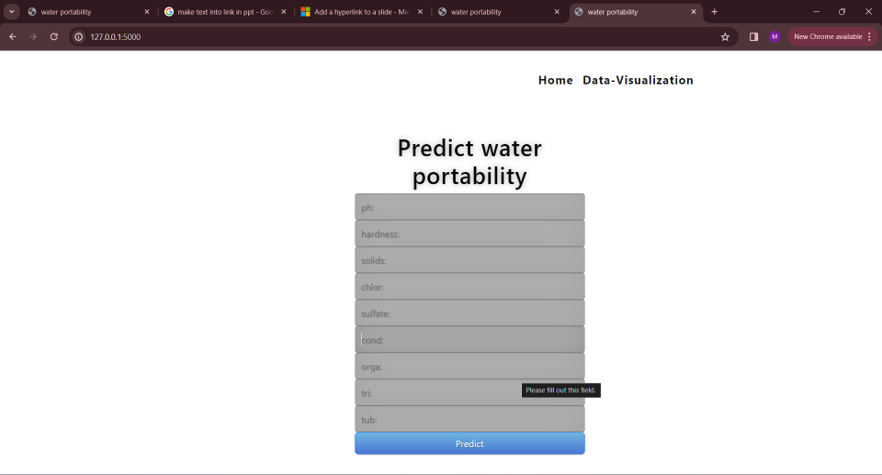 water portability
make text into link in ppt - Goo
Add a hyperlink to a slide - Mic
water portability
water portability
127.0.0.1:5000
M
New Chrome available
Home Data-Visualization
Predict water
portability
ph:
hardness:
solids:
chlor:
sulfate:
cond:
orga:
Please fill out this field.
tri:
tub:
Predict